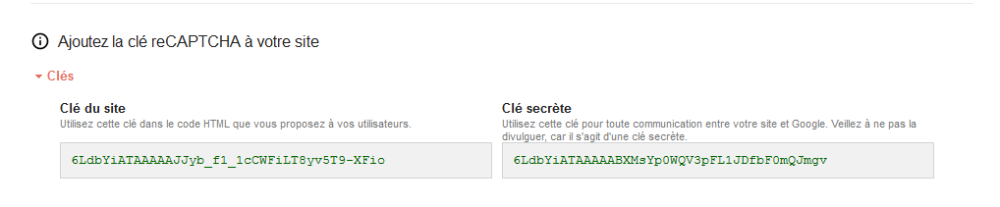 Ajoutez la clé reCAPTCHA à votre site
Clés
Clé du site
Utilisez cette clé dans le code HTML que vous proposez à vos utilisateurs.
6LdbYiATAAAAAJJyb_f1_1cCWFiLT8yv5T9-XFio
Clé secrète
Utilisez cette clé pour toute communication entre votre site et Google. Veillez à ne pas la
divulguer, car il s'agit d'une clé secrète.
6LdbYiATAAAAABXMsYp0WQV3pFL1JDfbF0mQJmgv